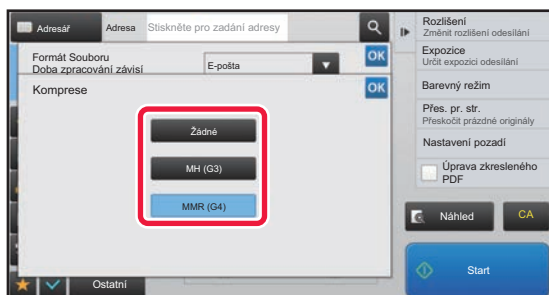 Adresář
Adresa
Stiskněte pro zadání adresy
Formát Souboru
Doba zpracování závisí
E-pošta
OK
Komprese
OK
Žádné
MH (G3)
MMR (G4)
Ostatní
Rozlišení
Změnit rozlišení odesílání
Expozice
Určit expozici odesílání
Barevný režim
Přes. pr. str.
Přeskočit prázdné originály
Nastavení pozadí
Úprava zkresleného
PDF
Náhled
CA
Start